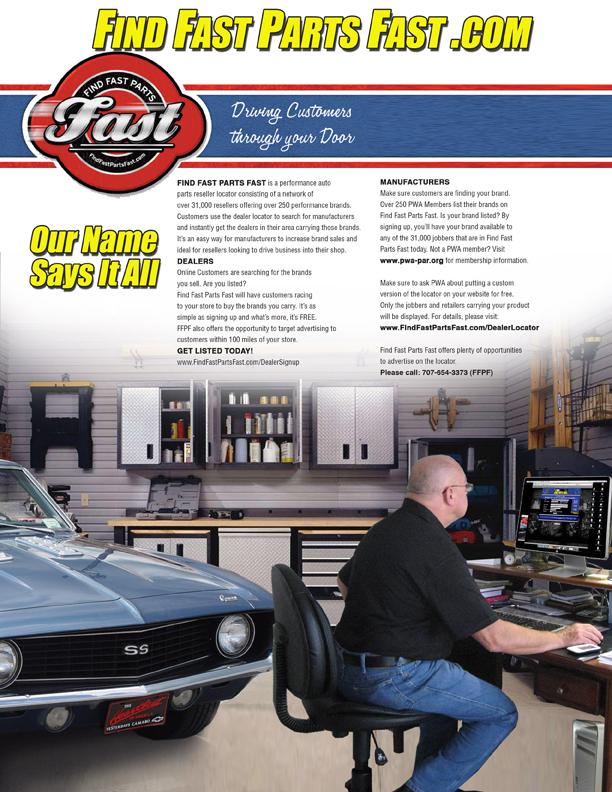 FIND FAST PARTS FAST .COM
FIND FAST PARTS
Fast
FindFastPartsFast.com
Driving Customers
through your Door
Our Name
Says It All
FIND FAST PARTS FAST is a performance auto
parts reseller locator consisting of a network of
over 31,000 resellers offering over 250 performance brands.
Customers use the dealer locator to search for manufacturers
and instantly get the dealers in their area carrying those brands.
It's an easy way for manufacturers to increase brand sales and
ideal for resellers looking to drive business into their shop.
DEALERS
Online Customers are searching for the brands
you sell. Are you listed?
Find Fast Parts Fast will have customers racing
to your store to buy the brands you carry. It's as
simple as signing up and what's more, it's FREE.
FFPF also offers the opportunity to target advertising to
customers within 100 miles of your store.
GET LISTED TODAY!
www.FindFastPartsFast.com/DealerSignup
MANUFACTURERS
Make sure customers are finding your brand.
Over 250 PWA Members list their brands on
Find Fast Parts Fast. Is your brand listed? By
signing up, you'll have your brand available to
any of the 31,000 jobbers that are in Find Fast
Parts Fast today. Not a PWA member? Visit
www.pwa-par.org for membership information.
Make sure to ask PWA about putting a custom
version of the locator on your website for free.
Only the jobbers and retailers carrying your product
will be displayed. For details, please visit:
www.FindFastPartsFast.com/DealerLocator
Find Fast Parts Fast offers plenty of opportunities
to advertise on the locator.
Please call: 707-654-3373 (FFPF)
SS
THE
Heartbeat
YESTERDAYS CAMARO